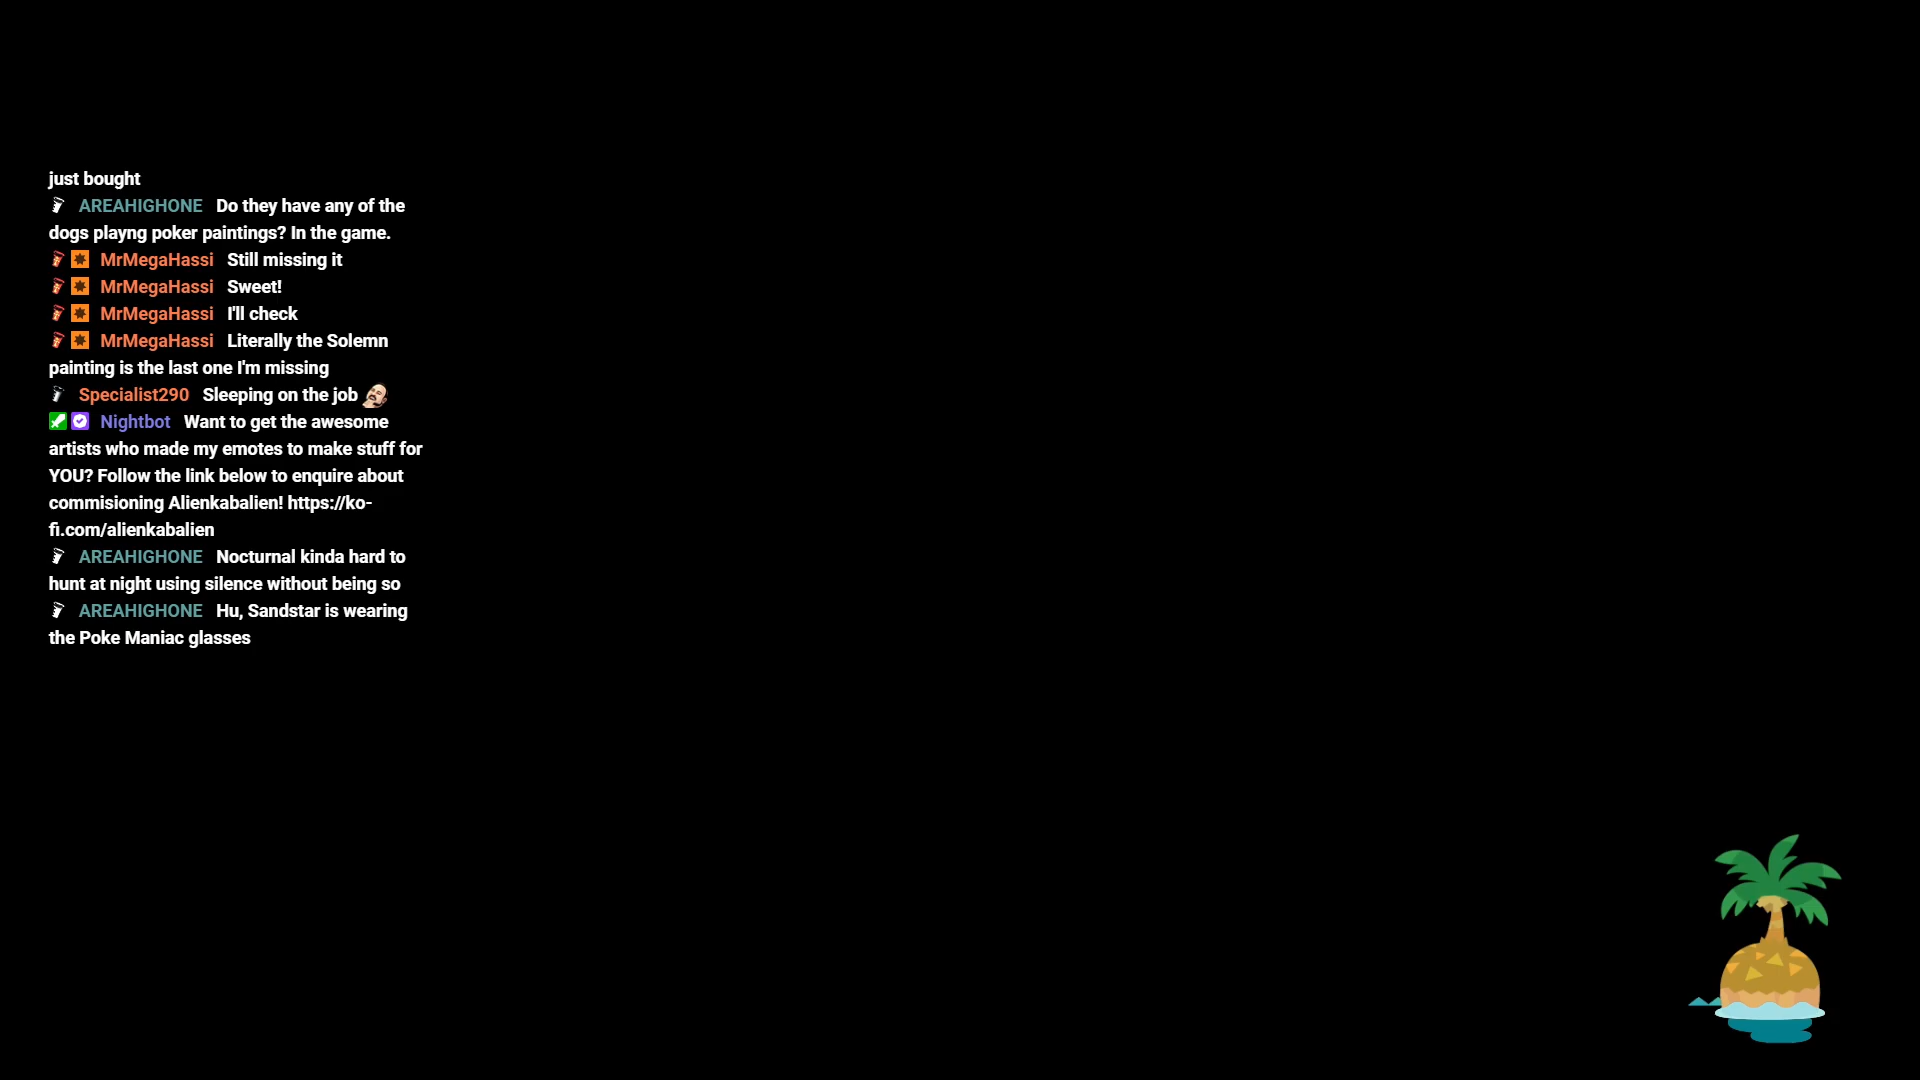 just bought
AREAHIGHONE Do they have any of the
dogs playng poker paintings? In the game.
MrMegaHassi Still missing it
MrMegaHassi Sweet!
MrMegaHassi I'll check
MrMegaHassi Literally the Solemn
painting is the last one I'm missing
Specialist290 Sleeping on the job
Nightbot Want to get the awesome
artists who made my emotes to make stuff for
YOU? Follow the link below to enquire about
commisioning Alienkabalien! https://ko-
fi.com/alienkabalien
AREAHIGHONE Nocturnal kinda hard to
hunt at night using silence without being so
AREAHIGHONE Hu, Sandstar is wearing
the Poke Maniac glasses